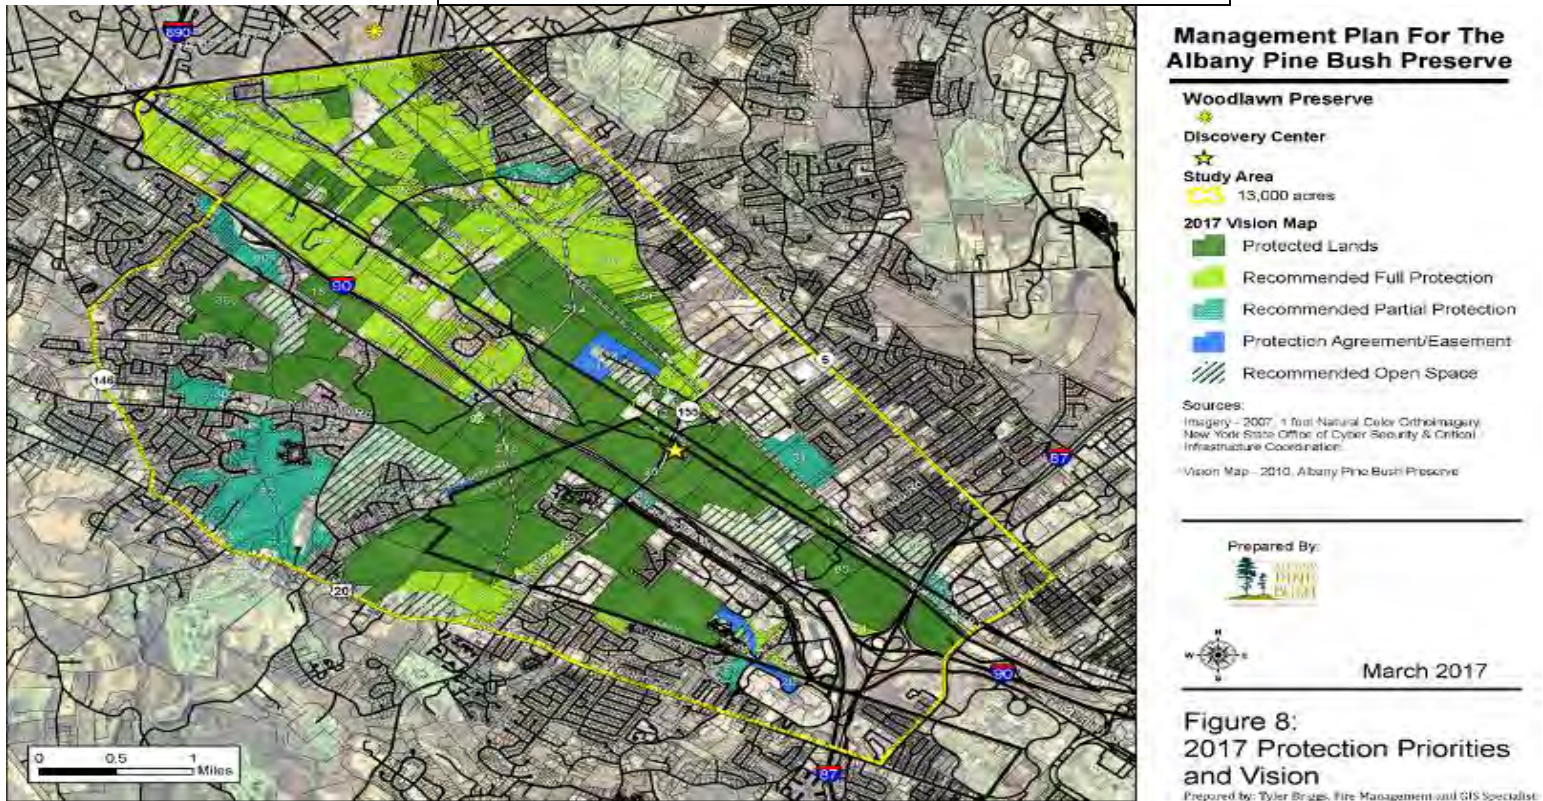 Management Plan For The
Albany Pine Bush Preserve
Woodlawn Preserve
Discovery Center
Study Area
13,000 acres
2017 Vision Map
Protected Lands
Recommended Full Protection
Recommended Partial Protection
Protection Agreement/Easement
Recommended Open Space
Sources:
Imagery - 2007, 1 foot Natural Color Orthoimagery
New York State Office of Cyber Security & Critical
Infrastructure Coordination
Vision Map - 2010, Albany Pine Bush Preserve
Prepared By:
PINE
BUSH
N
W
E
S
March 2017
Figure 8:
2017 Protection Priorities
and Vision
Prepared by: Tyler Briggs, Fire Management and GIS Specialist
890
90
146
5
155
87
20
90
87
0
0.5
1
Miles